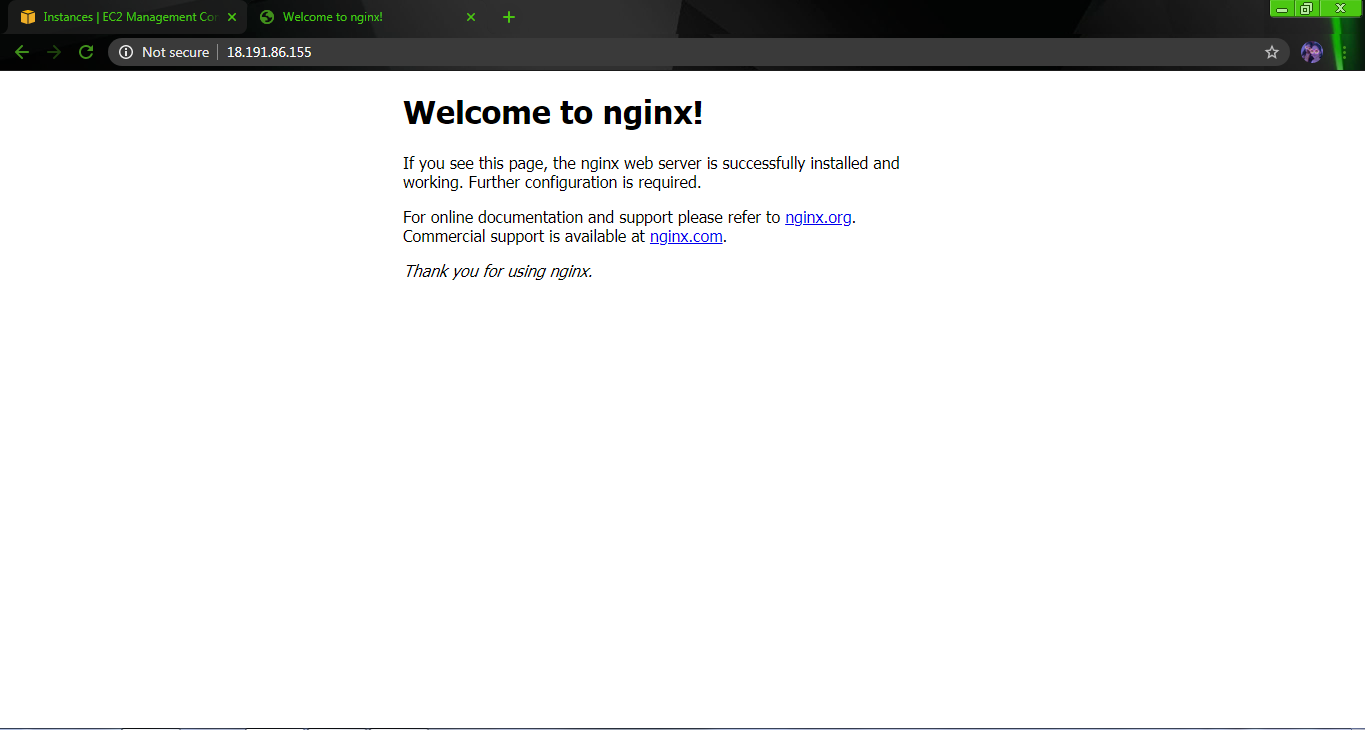 Instances | EC2 Management Co
Welcome to nginx!
Not secure
18.191.86.155
Welcome to nginx!
If you see this page, the nginx web server is successfully installed and
working. Further configuration is required.
For online documentation and support please refer to nginx.org.
Commercial support is available at nginx.com.
Thank you for using nginx.